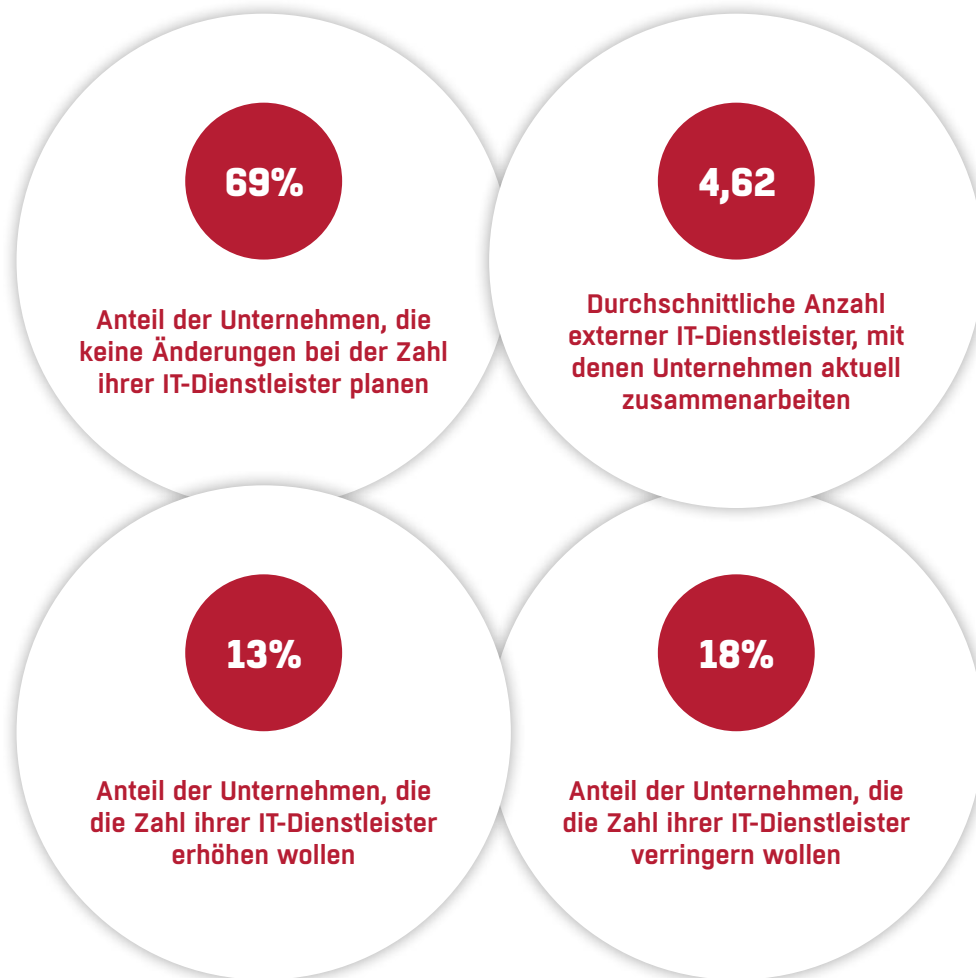 69%
Anteil der Unternehmen, die
keine Änderungen bei der Zahl
ihrer IT-Dienstleister planen
4,62
Durchschnittliche Anzahl
externer IT-Dienstleister, mit
denen Unternehmen aktuell
zusammenarbeiten
13%
Anteil der Unternehmen, die
die Zahl ihrer IT-Dienstleister
erhöhen wollen
18%
Anteil der Unternehmen, die
die Zahl ihrer IT-Dienstleister
verringern wollen